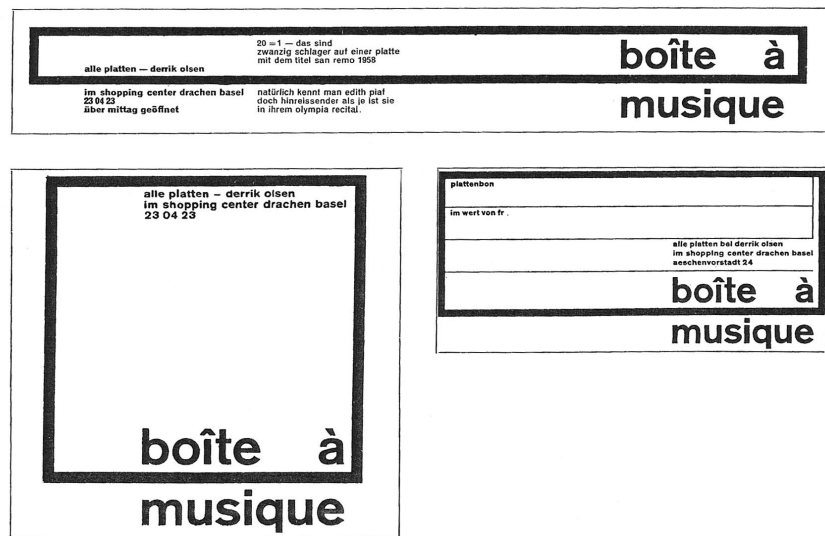 20 = 1 — das sind
zwanzig schlager auf einer platte
mit dem titel san remo 1958
alle platten — derrik olsen
boîte à
im shopping center drachen basel
23 04 23
über mittag geöffnet
natürlich kennt man edith piaf
doch hinreissender als je ist sie
in ihrem olympia recital.
musique
alle platten – derrik olsen
im shopping center drachen basel
23 04 23
boîte à
musique
plattenbon
im wert von fr.
alle platten bei derrik olsen
im shopping center drachen basel
aeschenvorstadt 24
boîte à
musique